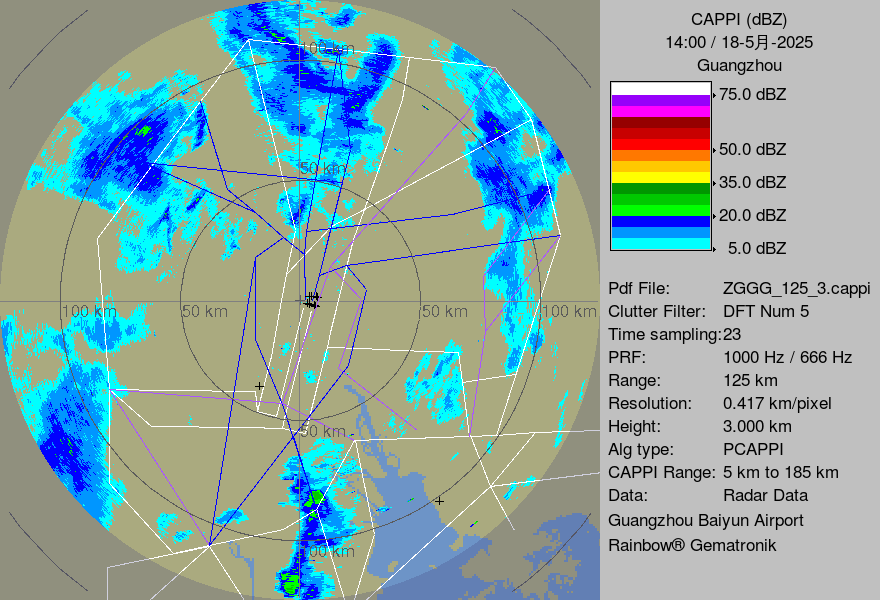 CAPPI (dBZ)
14:00 / 18-5月-2025
Guangzhou
75.0 dBZ
50.0 dBZ
35.0 dBZ
20.0 dBZ
5.0 dBZ
100 km
50 km
100 km
50 km
50 km
100 km
50 km
100 km
Pdf File: ZGGG_125_3.cappi
Clutter Filter: DFT Num 5
Time sampling:23
PRF: 1000 Hz / 666 Hz
Range: 125 km
Resolution: 0.417 km/pixel
Height: 3.000 km
Alg type: PCAPPI
CAPPI Range: 5 km to 185 km
Data: Radar Data
Guangzhou Baiyun Airport
Rainbow® Gematronik